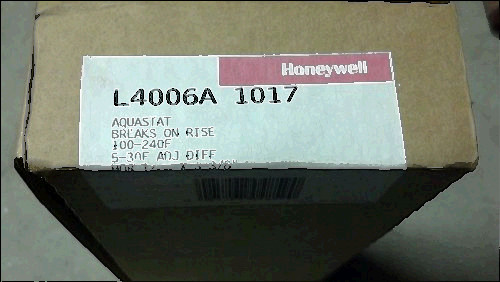 Honeywell
L4006A 1017
AQUASTAT
BREAKS ON RISE
100-240F
5-30F ADJ DIFF